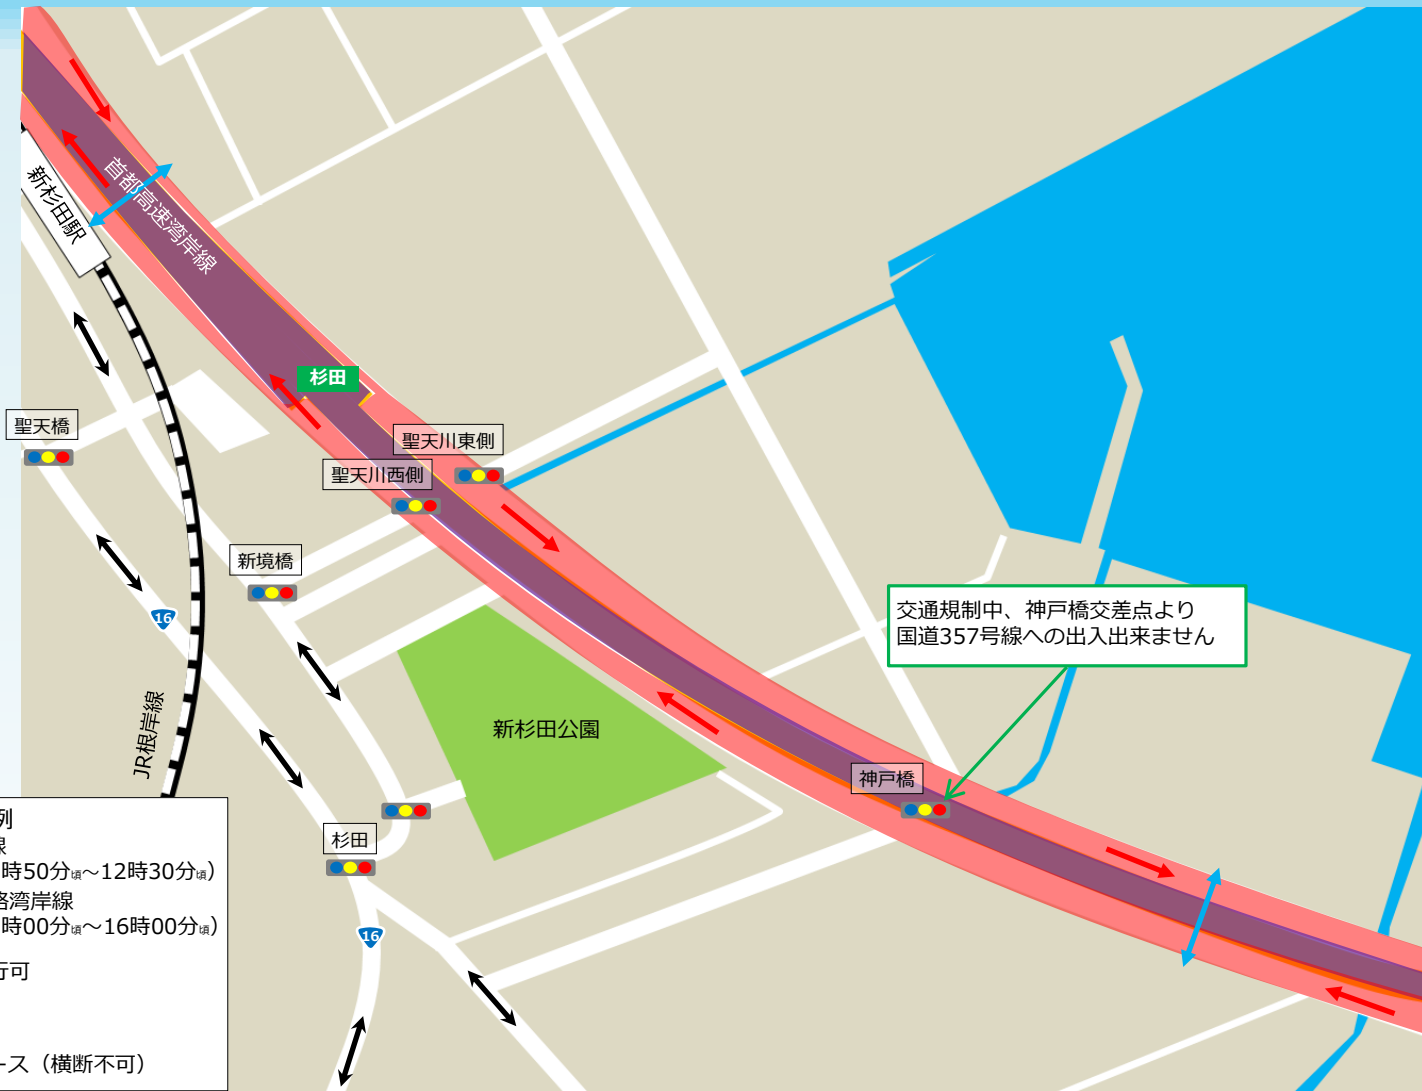 新杉田駅
首都高速湾岸線
杉田
聖天橋
聖天川東側
聖天川西側
新境橋
16
交通規制中、神戸橋交差点より
国道357号線への出入出来ません
JR根岸線
新杉田公園
神戸橋
杉田
16
例
線
時50分頃～12時30分頃）
路湾岸線
時00分頃～16時00分頃）
行可
ース（横断不可）